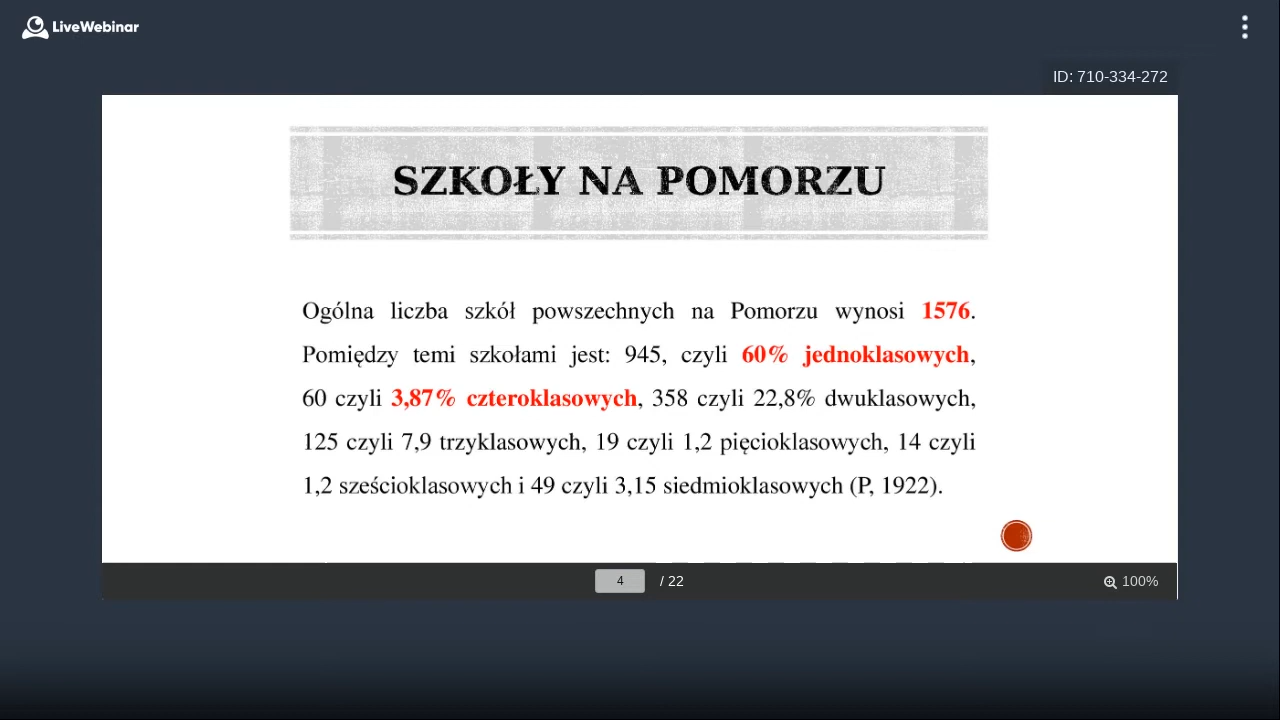 LiveWebinar
ID: 710-334-272
SZKOŁY NA POMORZU
Ogólna liczba szkół powszechnych na Pomorzu wynosi 1576.
Pomiędzy temi szkołami jest: 945, czyli 60% jednoklasowych,
60 czyli 3,87% czteroklasowych, 358 czyli 22,8% dwuklasowych,
125 czyli 7,9 trzyklasowych, 19 czyli 1,2 pięcioklasowych, 14 czyli
1,2 sześcioklasowych i 49 czyli 3,15 siedmioklasowych (P, 1922).
4 / 22
100%